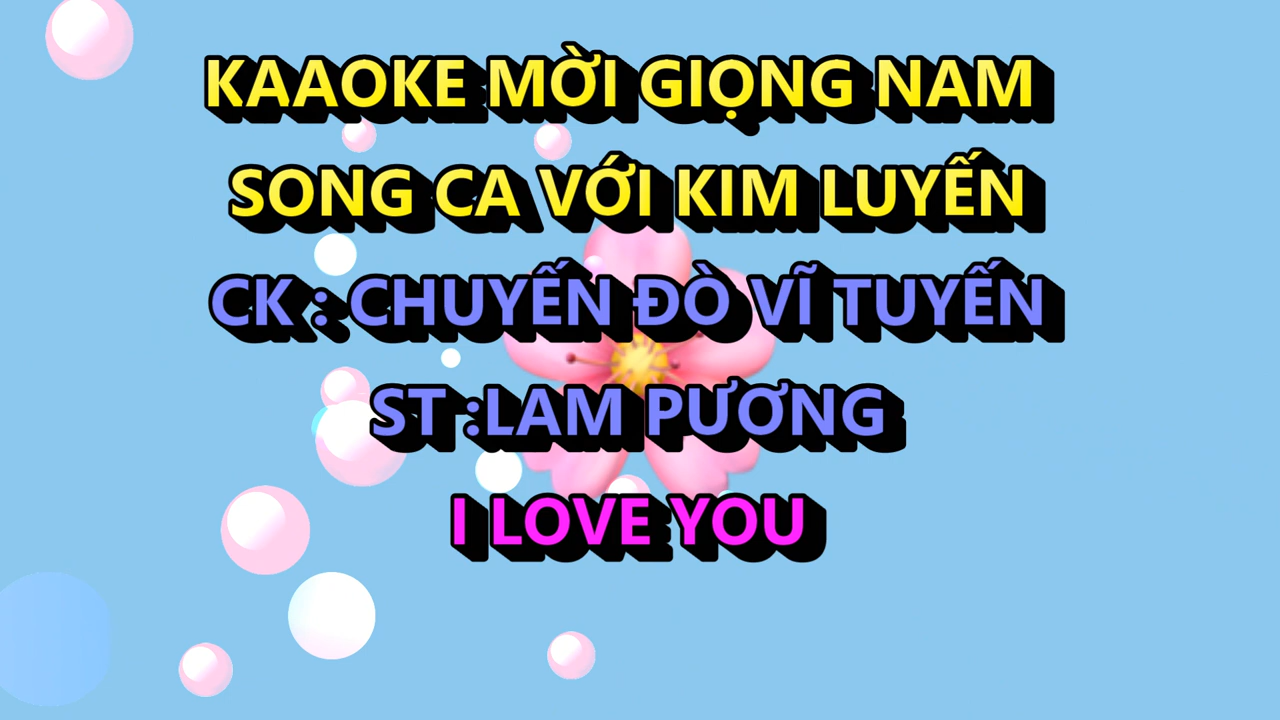 KAAOKE MỜI GIỌNG NAM
SONG CA VỚI KIM LUYẾN
CK : CHUYẾN ĐÒ VĨ TUYẾN
ST :LAM PƯƠNG
I LOVE YOU